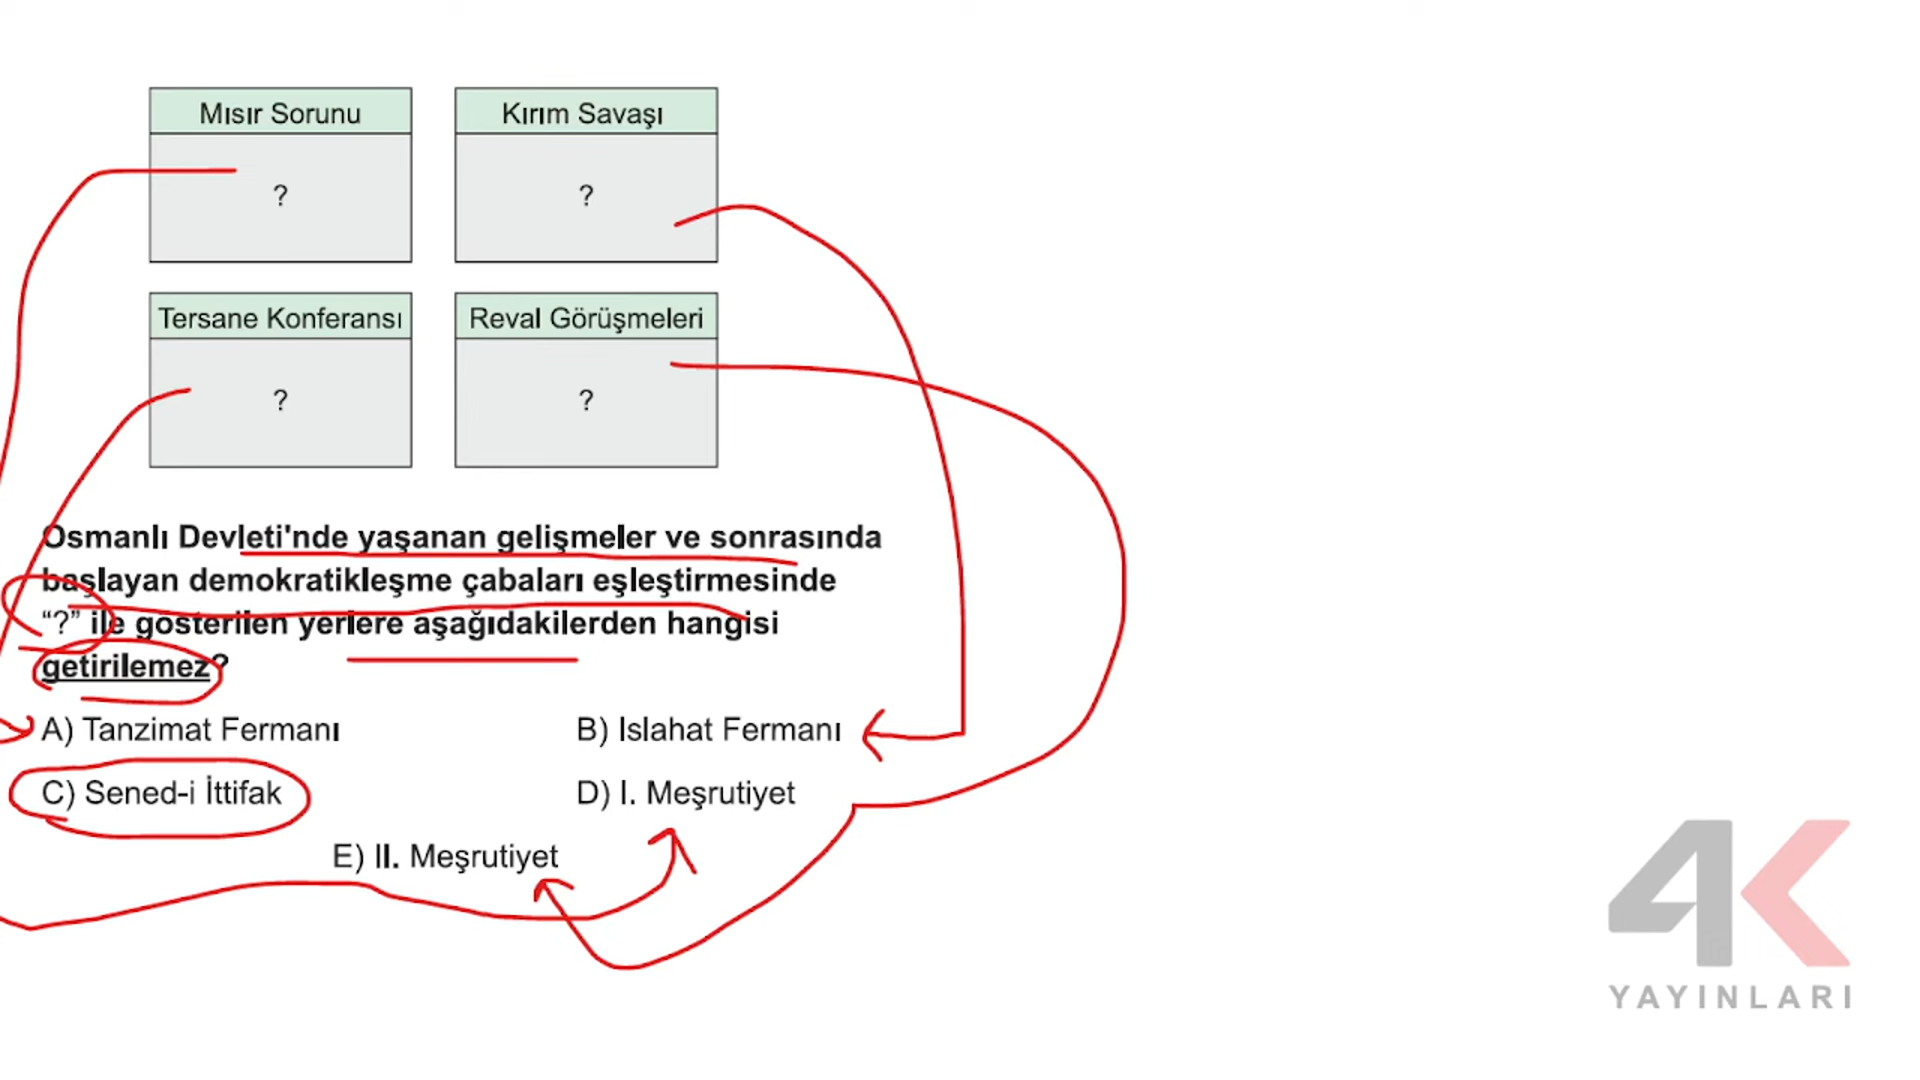 Mısır Sorunu
?
Kırım Savaşı
?
Tersane Konferansı
?
Reval Görüşmeleri
?
Osmanlı Devleti'nde yaşanan gelişmeler ve sonrasında
başlayan demokratikleşme çabaları eşleştirmesinde
“?” ile gösterilen yerlere aşağıdakilerden hangisi
getirilemez?
A) Tanzimat Fermanı
B) Islahat Fermanı
C) Sened-i İttifak
D) I. Meşrutiyet
E) II. Meşrutiyet
4K
YAYINLARI